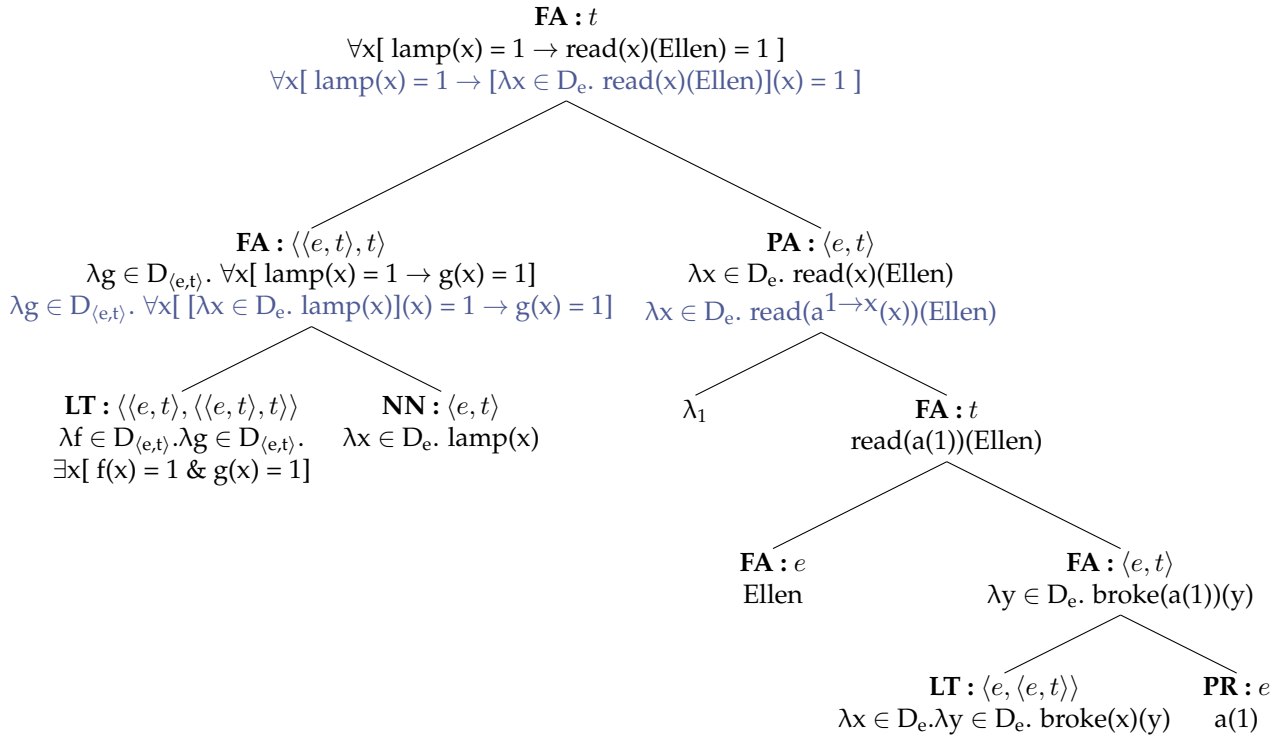 FA : t
∀x[ lamp(x) = 1 → read(x)(Ellen) = 1 ]
∀x[ lamp(x) = 1 → [λx ∈ Dₑ. read(x)(Ellen)](x) = 1 ]
FA : ⟨⟨e, t⟩, t⟩
λg ∈ D⟨e,t⟩. ∀x[ lamp(x) = 1 → g(x) = 1]
λg ∈ D⟨e,t⟩. ∀x[ [λx ∈ Dₑ. lamp(x)](x) = 1 → g(x) = 1]
PA : ⟨e, t⟩
λx ∈ Dₑ. read(x)(Ellen)
λx ∈ Dₑ. read(a^1→x(x))(Ellen)
LT : ⟨⟨e, t⟩, ⟨⟨e, t⟩, t⟩⟩
λf ∈ D⟨e,t⟩.λg ∈ D⟨e,t⟩.
∃x[ f(x) = 1 & g(x) = 1]
NN : ⟨e, t⟩
λx ∈ Dₑ. lamp(x)
λ₁
FA : t
read(a(1))(Ellen)
FA : e
Ellen
FA : ⟨e, t⟩
λy ∈ Dₑ. broke(a(1))(y)
LT : ⟨e, ⟨e, t⟩⟩
λx ∈ Dₑ.λy ∈ Dₑ. broke(x)(y)
PR : e
a(1)